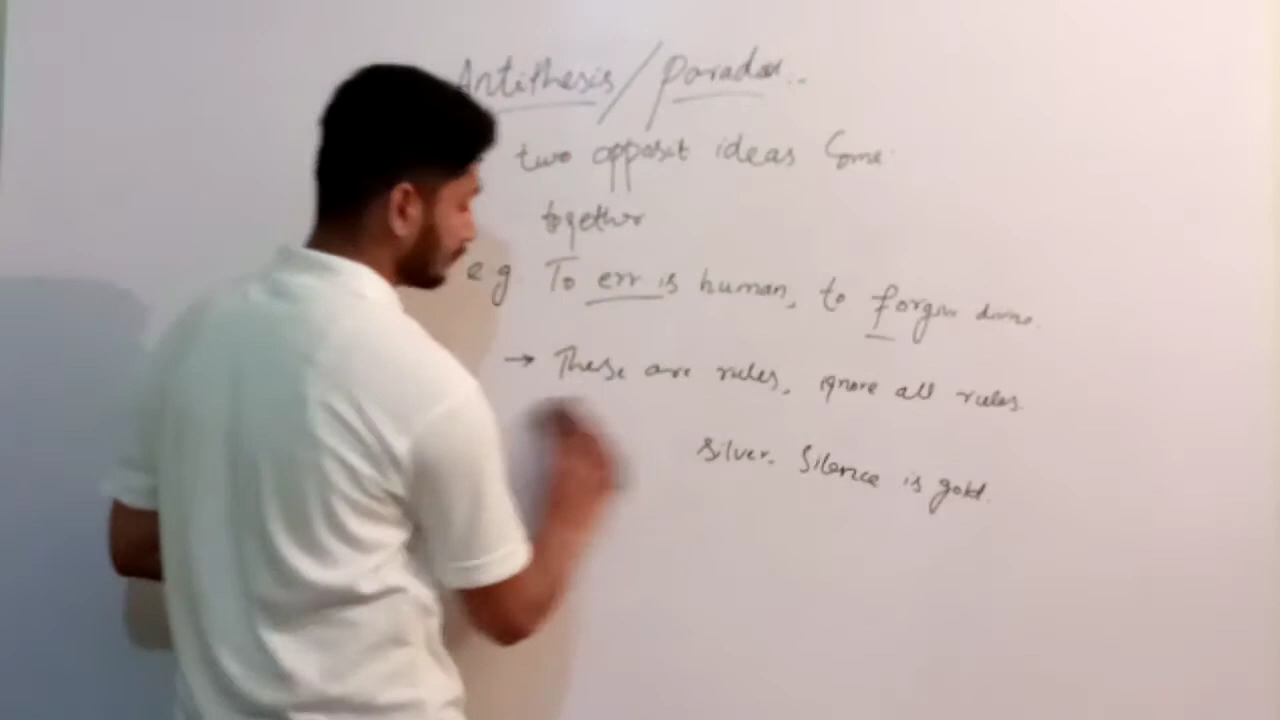 Antithesis / Paradox..
two opposit ideas Come
together
e.g. To err is human, to forgive divine.
→ These are rules, ignore all rules.
silver. Silence is gold.